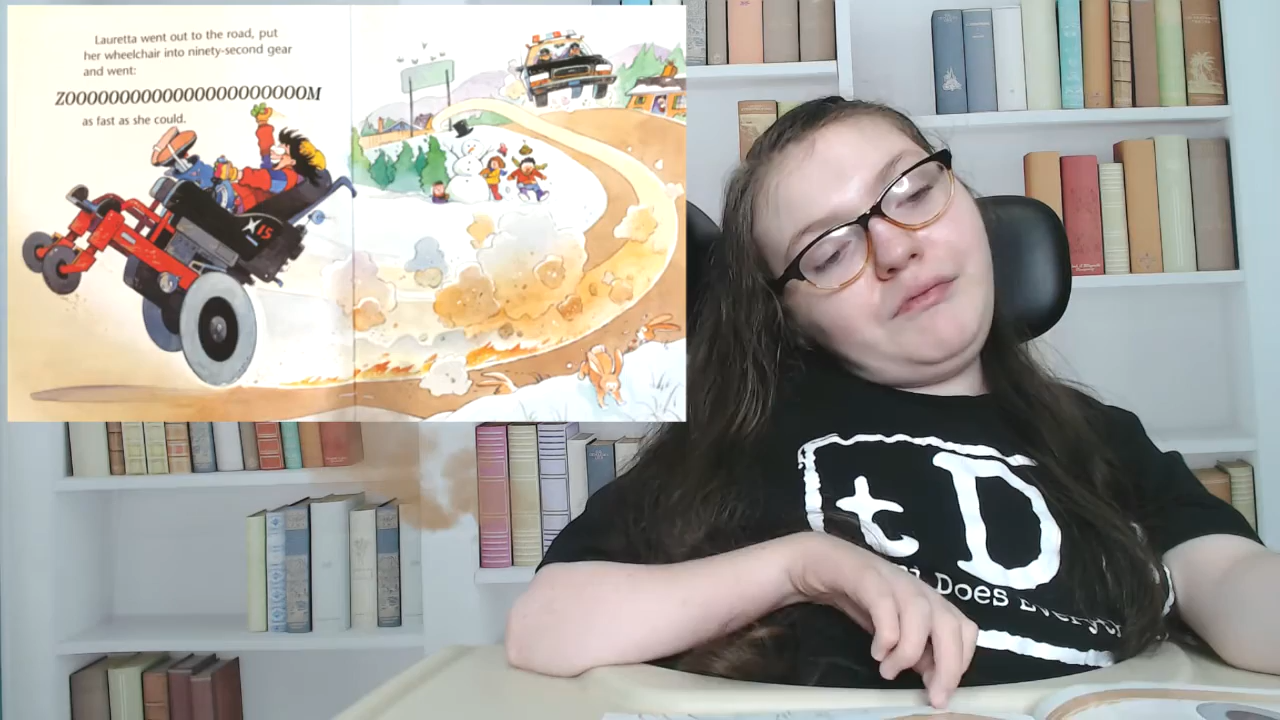 Lauretta went out to the road, put
her wheelchair into ninety-second gear
and went:
ZOOOOOOOOOOOOOOOOOOOOOOOM
as fast as she could.
X 15
tD
Does Everyt